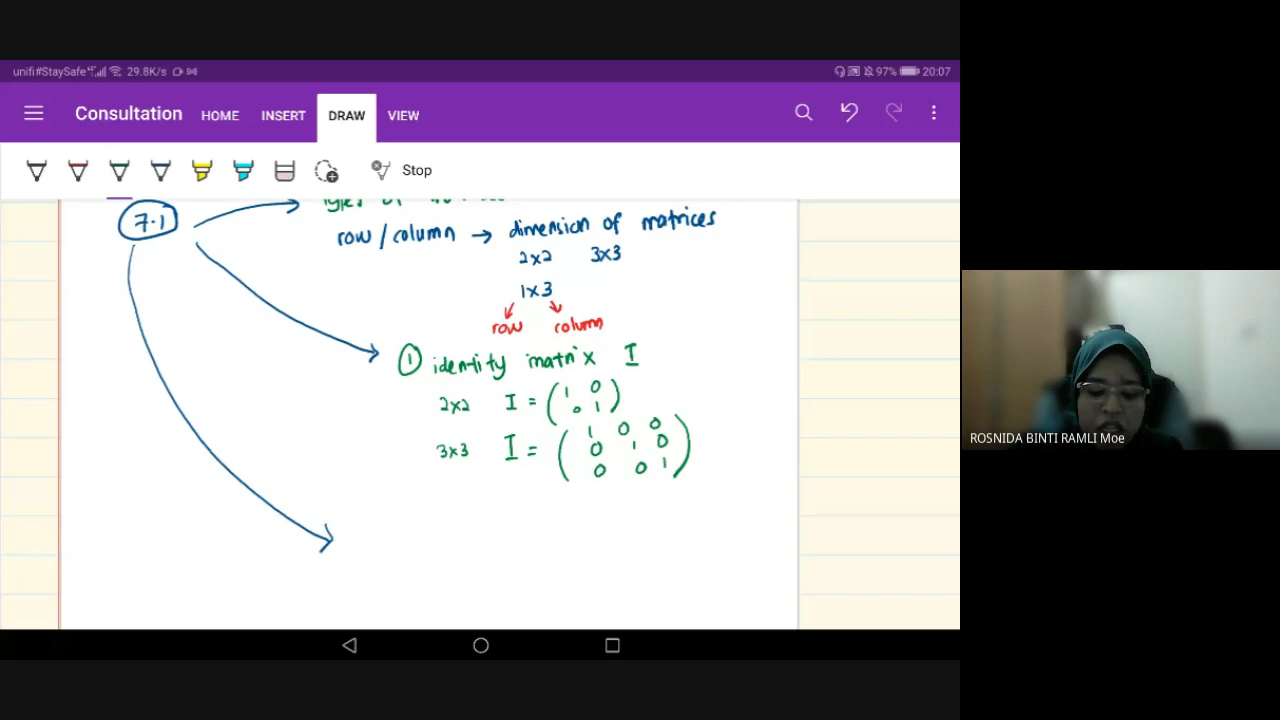 unifi#StaySafe 29.8K/s 97% 20:07
Consultation HOME INSERT DRAW VIEW
Stop
7.1
row / column → dimension of matrices
2x2 3x3
1x3
row column
① identity matrix I
2x2 I = ( 1 0
0 1 )
3x3 I = ( 1 0 0
0 1 0
0 0 1 )
ROSNIDA BINTI RAMLI Moe